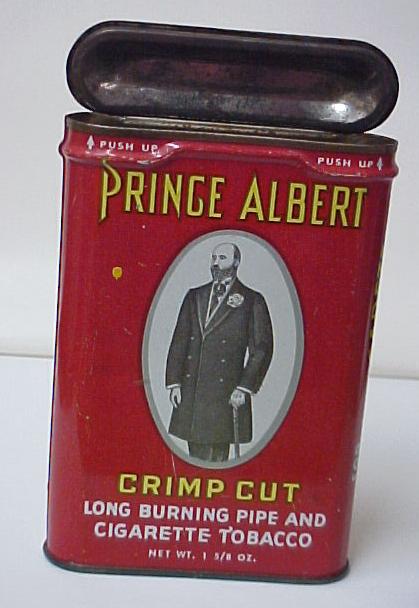 PUSH UP
PUSH UP
PRINCE ALBERT
CRIMP CUT
LONG BURNING PIPE AND
CIGARETTE TOBACCO
NET WT. 1 5/8 OZ.